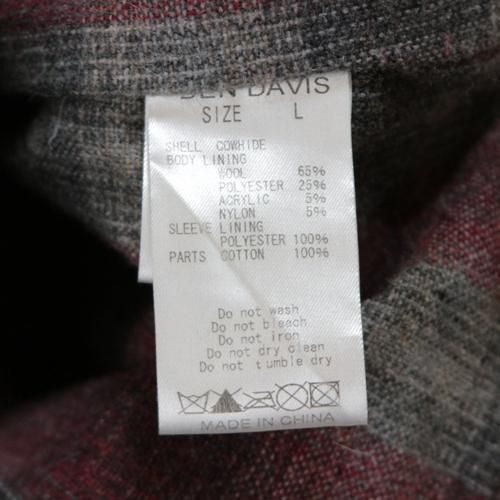 BEN DAVIS
SIZE L
SHELL COWHIDE
BODY LINING
WOOL 65%
POLYESTER 25%
ACRYLIC 5%
NYLON 5%
SLEEVE LINING
POLYESTER 100%
PARTS COTTON 100%
Do not wash
Do not bleach
Do not iron
Do not dry clean
Do not tumble dry
MADE IN CHINA